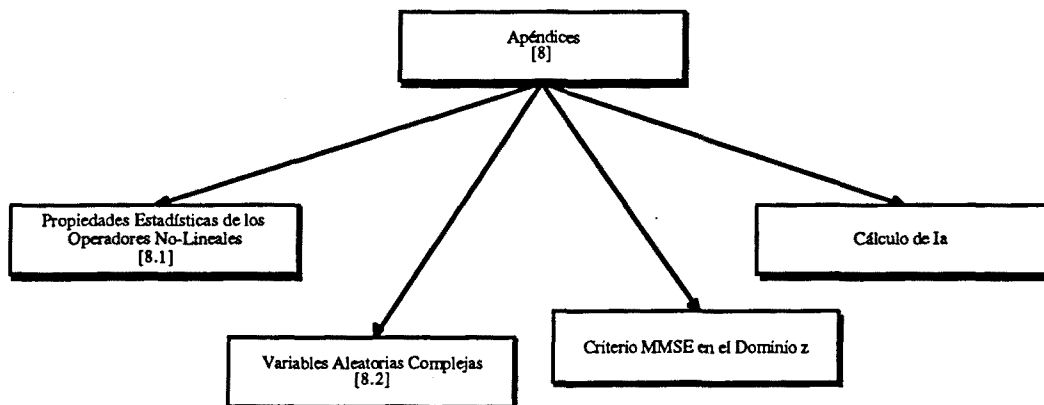 Apéndices
[8]
Propiedades Estadísticas de los
Operadores No-Lineales
[8.1]
Cálculo de Ia
Variables Aleatorias Complejas
[8.2]
Criterio MMSE en el Dominio z